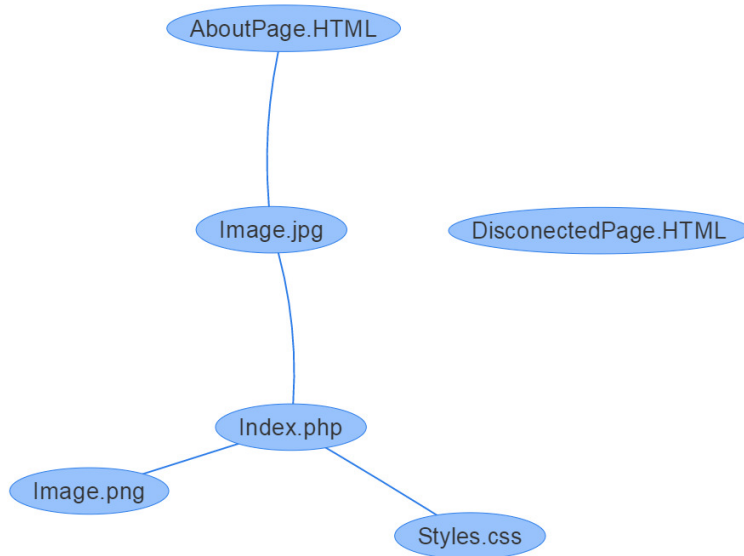 AboutPage.HTML
Image.jpg
DisconectedPage.HTML
Index.php
Image.png
Styles.css